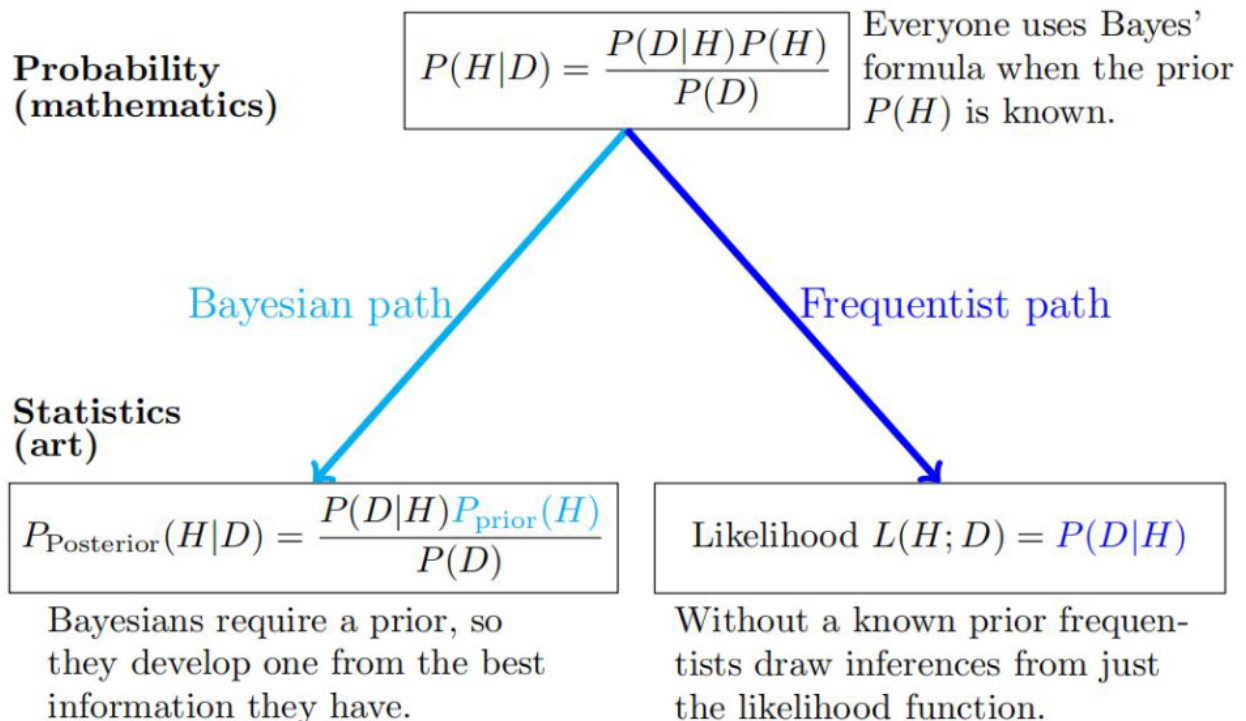 Probability
(mathematics)
P(H|D) = P(D|H)P(H) / P(D)
Everyone uses Bayes'
formula when the prior
P(H) is known.
Bayesian path
Frequentist path
Statistics
(art)
P_Posterior(H|D) = P(D|H)P_prior(H) / P(D)
Bayesians require a prior, so
they develop one from the best
information they have.
Likelihood L(H; D) = P(D|H)
Without a known prior frequen-
tists draw inferences from just
the likelihood function.